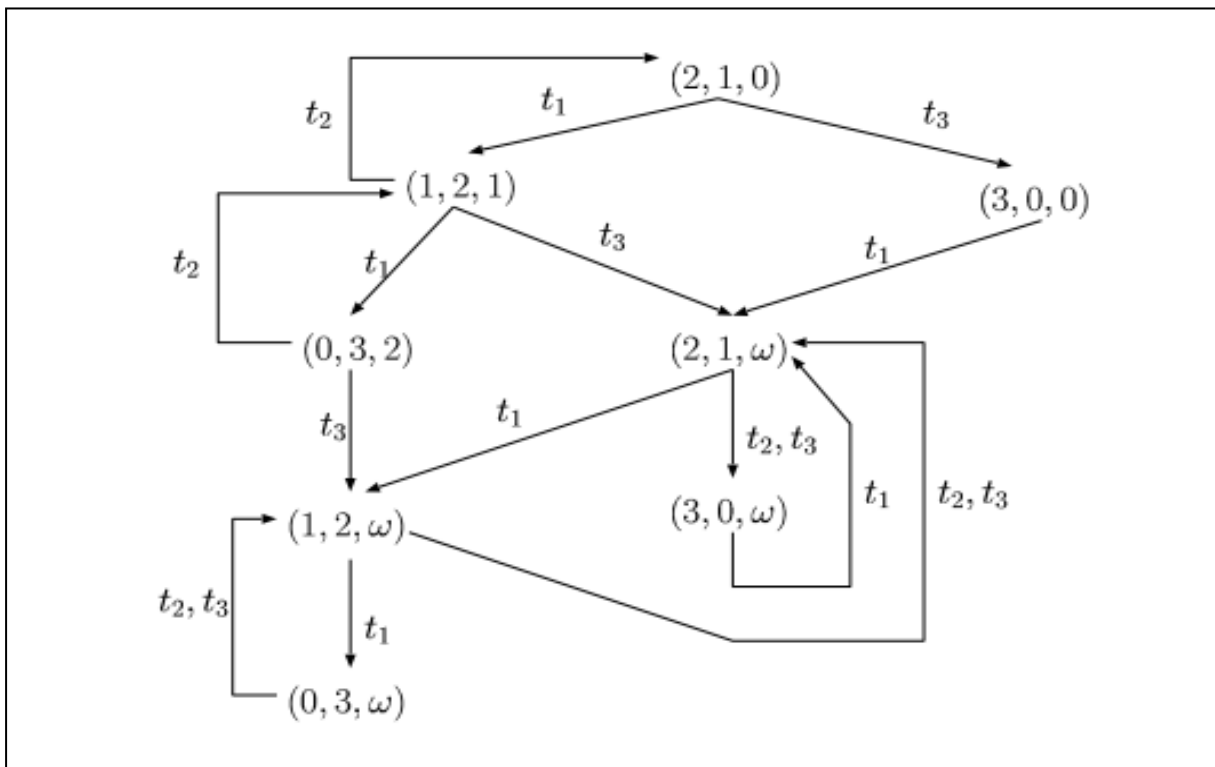 (2, 1, 0)
t₁
t₃
t₂
(1, 2, 1)
(3, 0, 0)
t₃
t₁
t₂
t₁
(0, 3, 2)
(2, 1, ω)
t₁
t₃
t₂, t₃
t₁
t₂, t₃
(3, 0, ω)
(1, 2, ω)
t₂, t₃
t₁
(0, 3, ω)